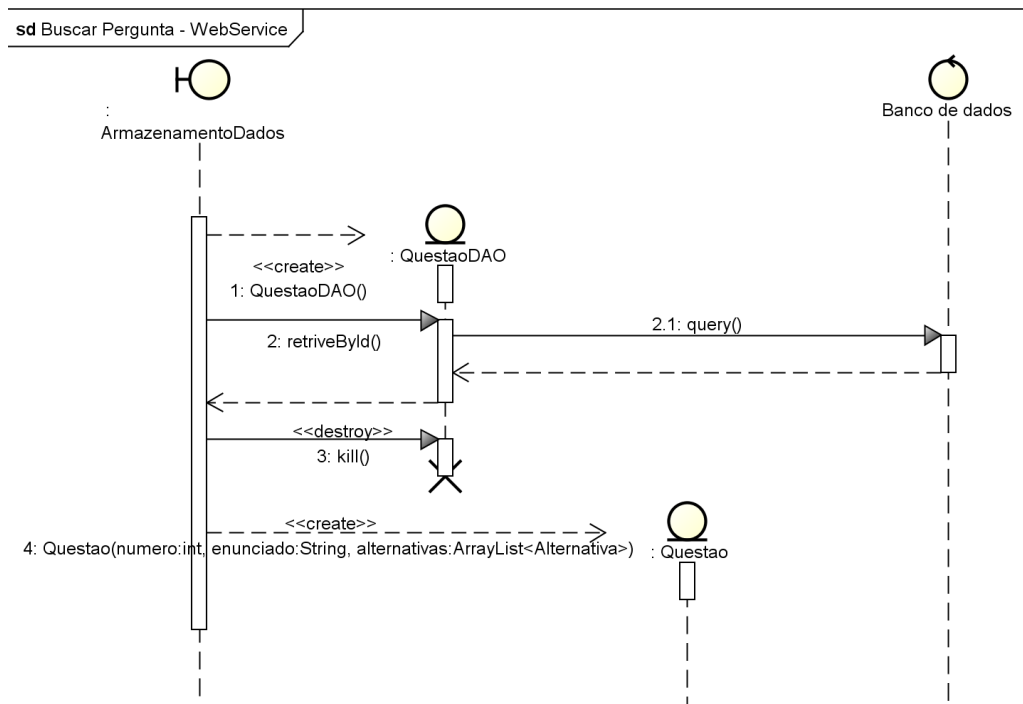 sd Buscar Pergunta - WebService
:
ArmazenamentoDados
Banco de dados
: QuestaoDAO
<<create>>
1: QuestaoDAO()
2: retriveById()
2.1: query()
<<destroy>>
3: kill()
<<create>>
4: Questao(numero:int, enunciado:String, alternativas:ArrayList<Alternativa>)
: Questao